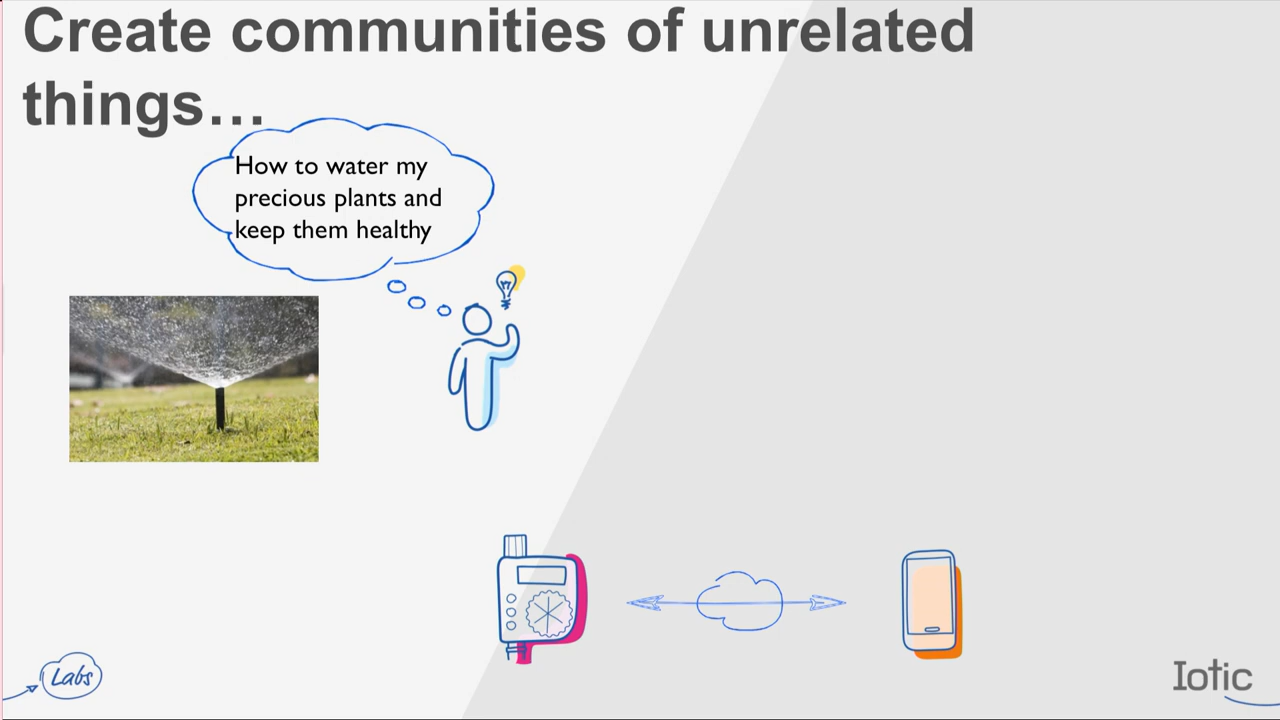 Create communities of unrelated
things…
How to water my
precious plants and
keep them healthy
Labs
Iotic